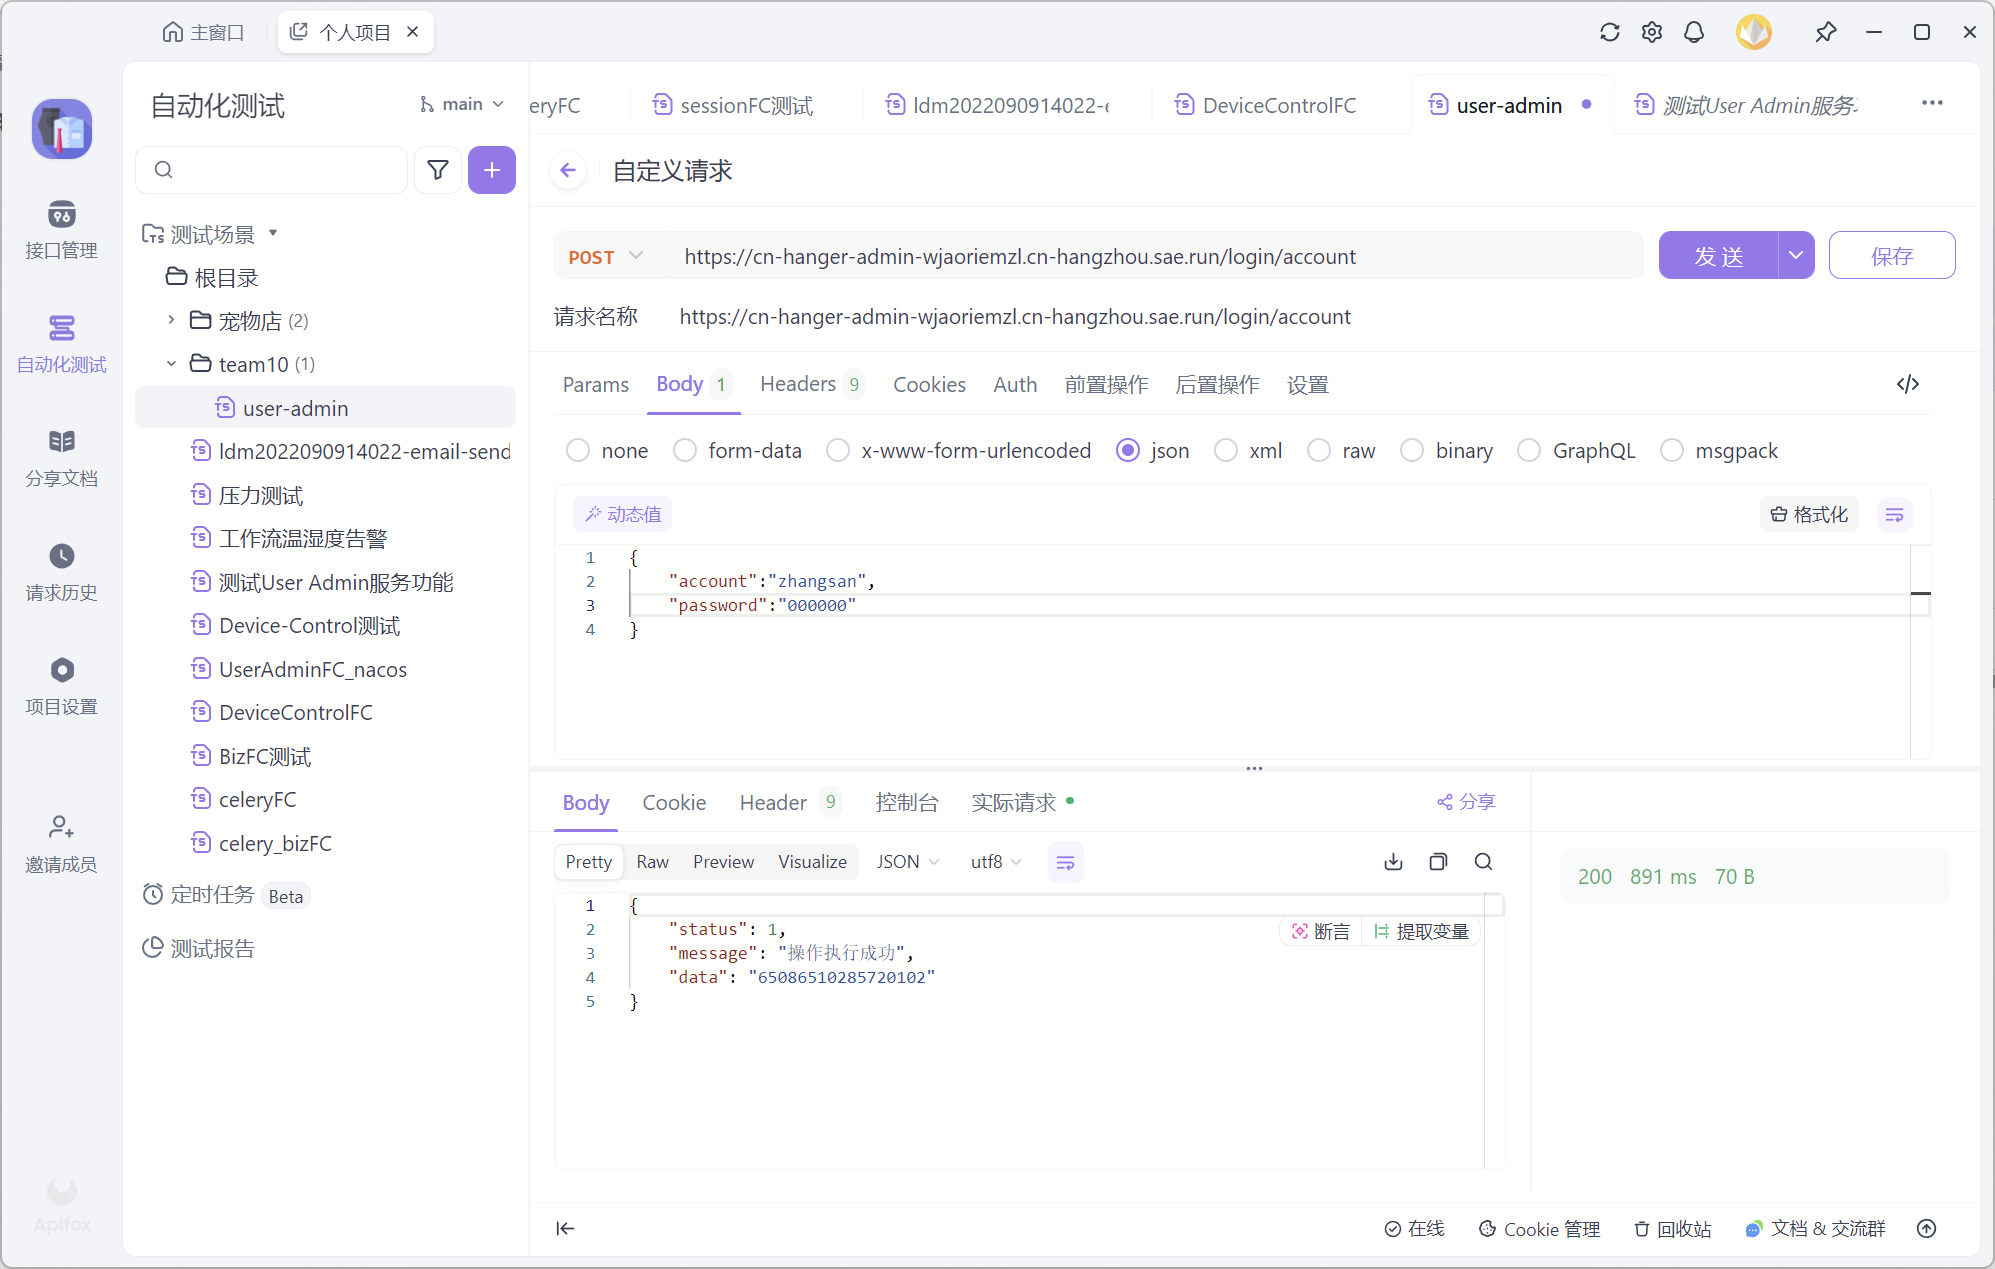 主窗口
个人项目
自动化测试
main
eryFC
sessionFC测试
ldm2022090914022-e
DeviceControlFC
user-admin
测试User Admin服务
接口管理
自动化测试
分享文档
请求历史
项目设置
邀请成员
Apifox
测试场景
根目录
宠物店 (2)
team10 (1)
user-admin
ldm2022090914022-email-send
压力测试
工作流温湿度告警
测试User Admin服务功能
Device-Control测试
UserAdminFC_nacos
DeviceControlFC
BizFC测试
celeryFC
celery_bizFC
定时任务 Beta
测试报告
自定义请求
POST
https://cn-hanger-admin-wjaoriemzl.cn-hangzhou.sae.run/login/account
发送
保存
请求名称
https://cn-hanger-admin-wjaoriemzl.cn-hangzhou.sae.run/login/account
Params
Body 1
Headers 9
Cookies
Auth
前置操作
后置操作
设置
none
form-data
x-www-form-urlencoded
json
xml
raw
binary
GraphQL
msgpack
动态值
格式化
1 {
2 "account":"zhangsan",
3 "password":"000000"
4 }
Body
Cookie
Header 9
控制台
实际请求
分享
Pretty
Raw
Preview
Visualize
JSON
utf8
200 891 ms 70 B
1 {
2 "status": 1,
断言
提取变量
3 "message": "操作执行成功",
4 "data": "65086510285720102"
5 }
在线
Cookie 管理
回收站
文档 & 交流群